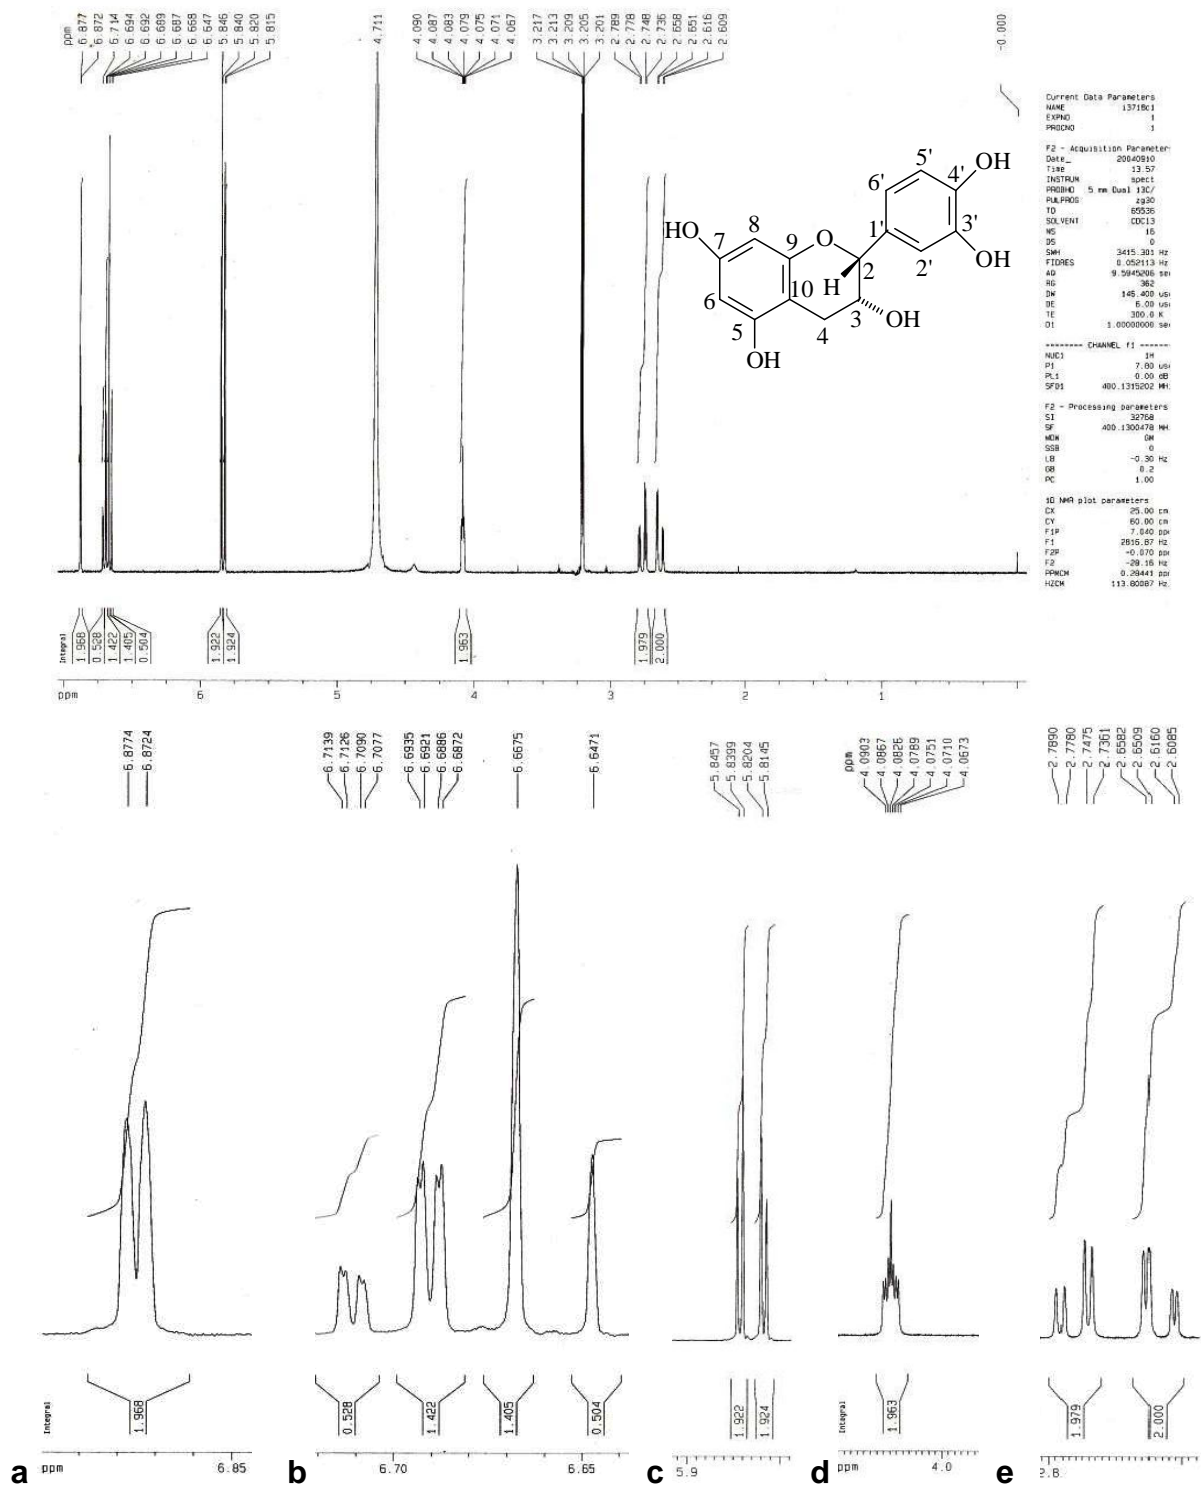 ppm
6.877
6.872
6.714
6.694
6.692
6.689
6.687
6.668
6.647
5.846
5.840
5.820
5.815
4.711
4.090
4.087
4.083
4.079
4.075
4.071
4.067
3.217
3.213
3.209
3.205
3.201
2.789
2.778
2.748
2.736
2.658
2.651
2.616
2.609
-0.000
Current Data Parameters
NAME 13718c1
EXPNO 1
PROCNO 1
F2 - Acquisition Parameter
Date_ 20040910
Time 13.57
INSTRUM spect
PROBHD 5 mm Dual 13C/
PULPROG zg30
TD 65536
SOLVENT CDCl3
NS 16
DS 0
SWH 3415.301 Hz
FIDRES 0.052113 Hz
AQ 9.5945206 se
RG 362
DW 146.400 us
DE 6.00 us
TE 300.0 K
D1 1.00000000 se
======== CHANNEL f1 ======
NUC1 1H
P1 7.80 us
PL1 0.00 dB
SFO1 400.1315202 MH
F2 - Processing parameters
SI 32768
SF 400.1300478 MH
WDW GM
SSB 0
LB -0.30 Hz
GB 0.2
PC 1.00
1D NMR plot parameters
CX 25.00 cm
CY 60.00 cm
F1P 7.040 pp
F1 2816.87 Hz
F2P -0.070 pp
F2 -28.16 Hz
PPMCM 0.28441 pp
HZCM 113.80087 Hz
5' 4' OH
6' 3' OH
1' 2'
HO 7 8 9 O 2
H
6 10 3 OH
5 4
OH
Integral
1.968
0.528
1.422
1.405
0.504
1.922
1.924
1.963
1.979
2.000
ppm 6 5 4 3 2 1
6.8774
6.8724
6.7139
6.7126
6.7090
6.7077
6.6935
6.6921
6.6886
6.6872
6.6675
6.6471
5.8457
5.8399
5.8204
5.8145
ppm
4.0903
4.0867
4.0826
4.0789
4.0751
4.0710
4.0673
2.7890
2.7780
2.7475
2.7361
2.6582
2.6509
2.6160
2.6085
Integral
1.968
0.528
1.422
1.405
0.504
1.922
1.924
Integral
1.963
1.979
2.000
a ppm 6.85
b 6.70 6.65
c 5.9
d ppm 4.0
e 2.8